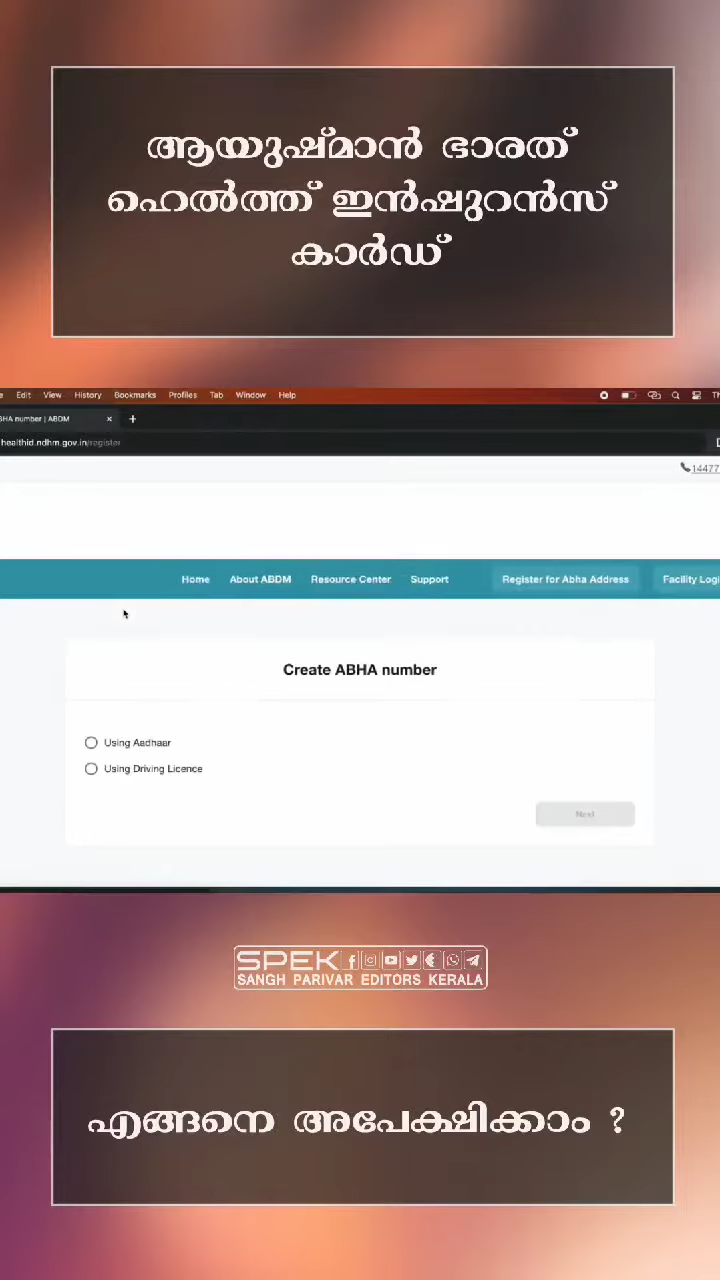 ആയുഷ്മാൻ ഭാരത്
ഹെൽത്ത് ഇൻഷുറൻസ്
കാർഡ്
Edit View History Bookmarks Profiles Tab Window Help
number | ABDM
healthid.ndhm.gov.in/register
14477
Home About ABDM Resource Center Support Register for Abha Address Facility
Create ABHA number
Using Aadhaar
Using Driving Licence
Next
SPEK
SANGH PARIVAR EDITORS KERALA
എങ്ങനെ അപേക്ഷിക്കാം ?